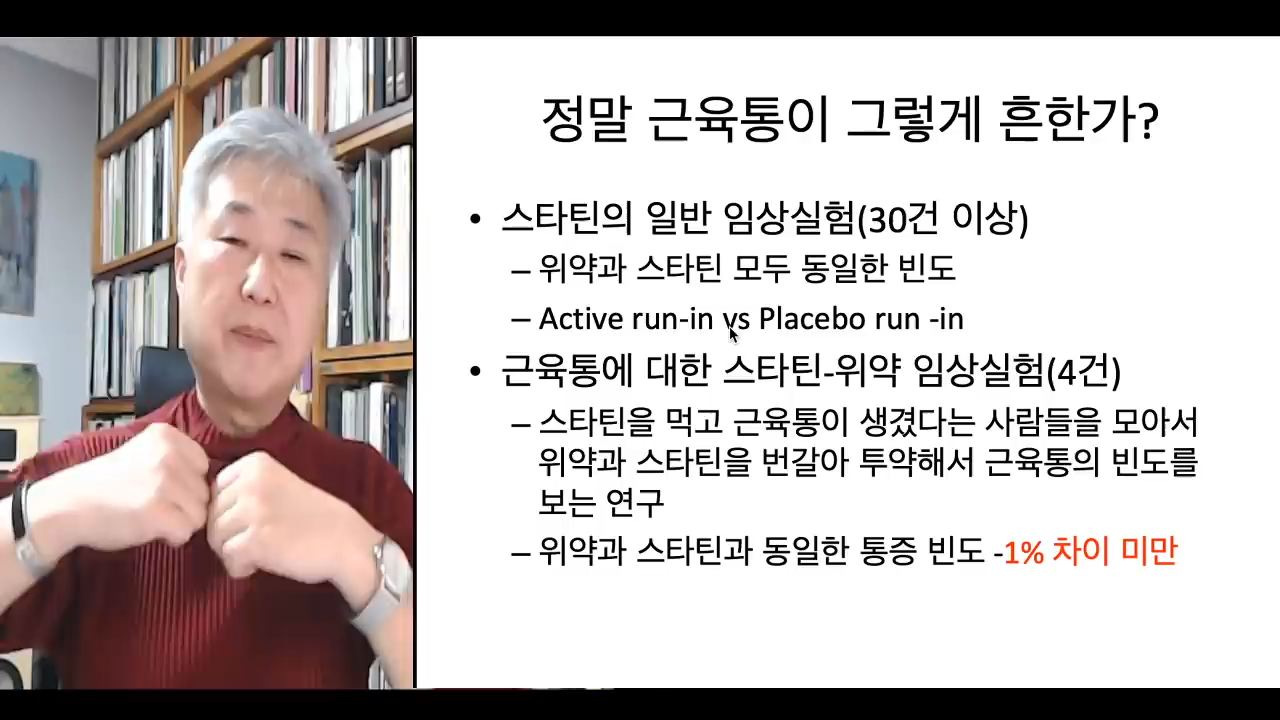 정말 근육통이 그렇게 흔한가?
• 스타틴의 일반 임상실험(30건 이상)
– 위약과 스타틴 모두 동일한 빈도
– Active run-in vs Placebo run -in
• 근육통에 대한 스타틴-위약 임상실험(4건)
– 스타틴을 먹고 근육통이 생겼다는 사람들을 모아서
위약과 스타틴을 번갈아 투약해서 근육통의 빈도를
보는 연구
– 위약과 스타틴과 동일한 통증 빈도 -1% 차이 미만